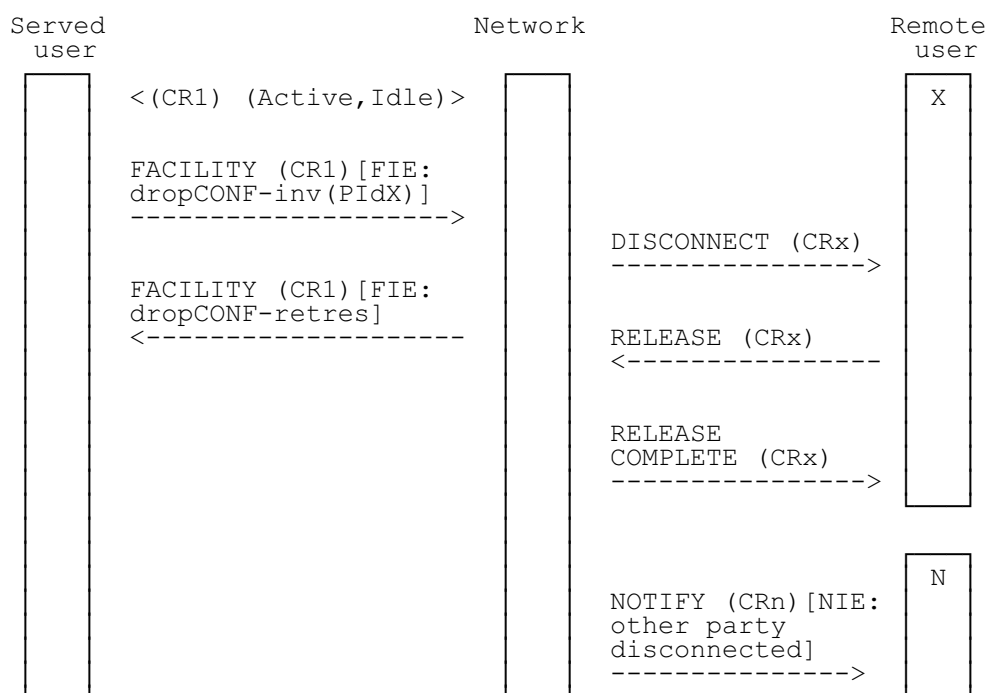 Served user
Network
Remote user
<(CR1) (Active,Idle)>
X
FACILITY (CR1)[FIE:
dropCONF-inv(PIdX)]
-------------------->
DISCONNECT (CRx)
---------------->
FACILITY (CR1)[FIE:
dropCONF-retres]
<--------------------
RELEASE (CRx)
<----------------
RELEASE
COMPLETE (CRx)
---------------->
N
NOTIFY (CRn)[NIE:
other party
disconnected]
--------------->